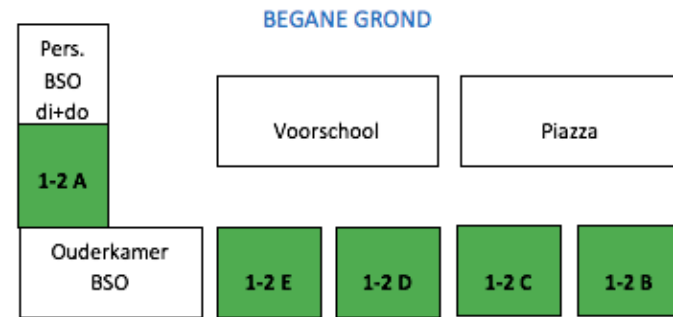 BEGANE GROND
Pers.
BSO
di+do
Voorschool
Piazza
1-2 A
Ouderkamer
BSO
1-2 E
1-2 D
1-2 C
1-2 B